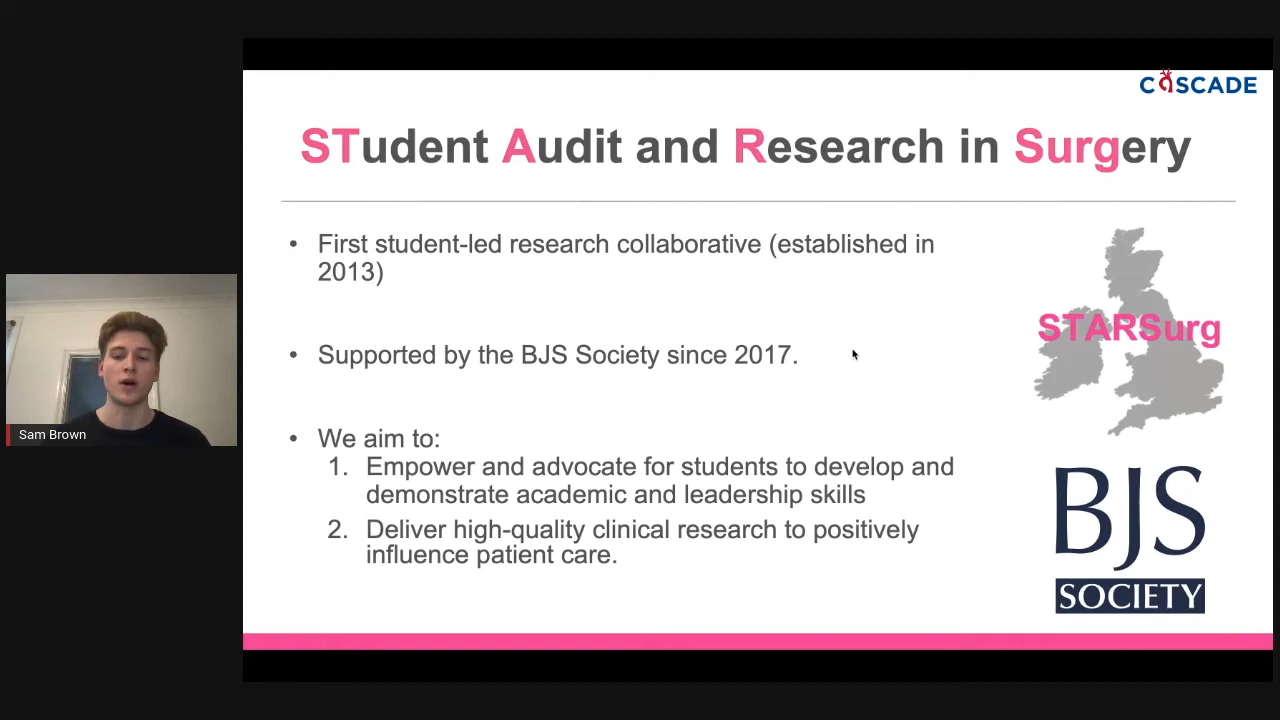 CASCADE
STudent Audit and Research in Surgery
• First student-led research collaborative (established in
2013)
STARSurg
• Supported by the BJS Society since 2017.
• We aim to:
1. Empower and advocate for students to develop and
demonstrate academic and leadership skills
2. Deliver high-quality clinical research to positively
influence patient care.
BJS
SOCIETY
Sam Brown